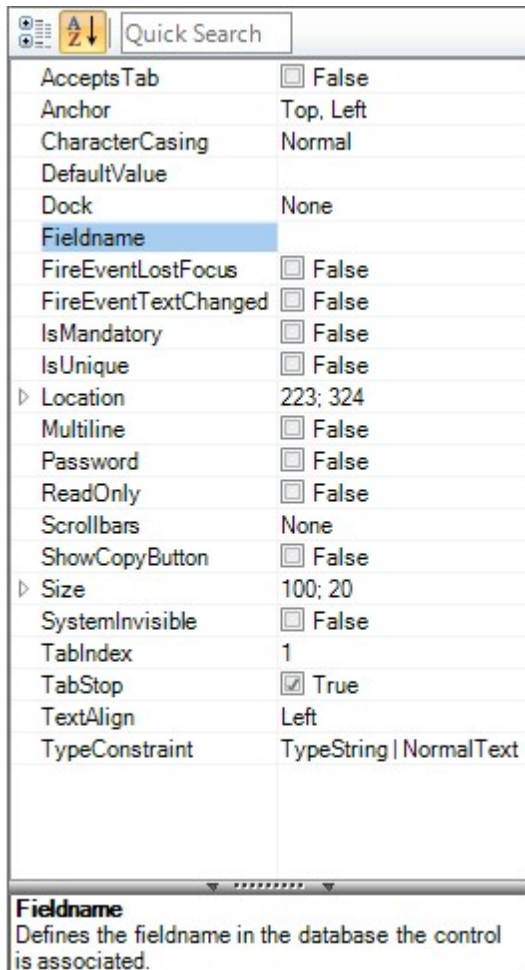 Quick Search
AcceptsTab False
Anchor Top, Left
CharacterCasing Normal
DefaultValue
Dock None
Fieldname
FireEventLostFocus False
FireEventTextChanged False
IsMandatory False
IsUnique False
Location 223; 324
Multiline False
Password False
ReadOnly False
Scrollbars None
ShowCopyButton False
Size 100; 20
SystemInvisible False
TabIndex 1
TabStop True
TextAlign Left
TypeConstraint TypeString|NormalText
Fieldname
Defines the fieldname in the database the control
is associated.